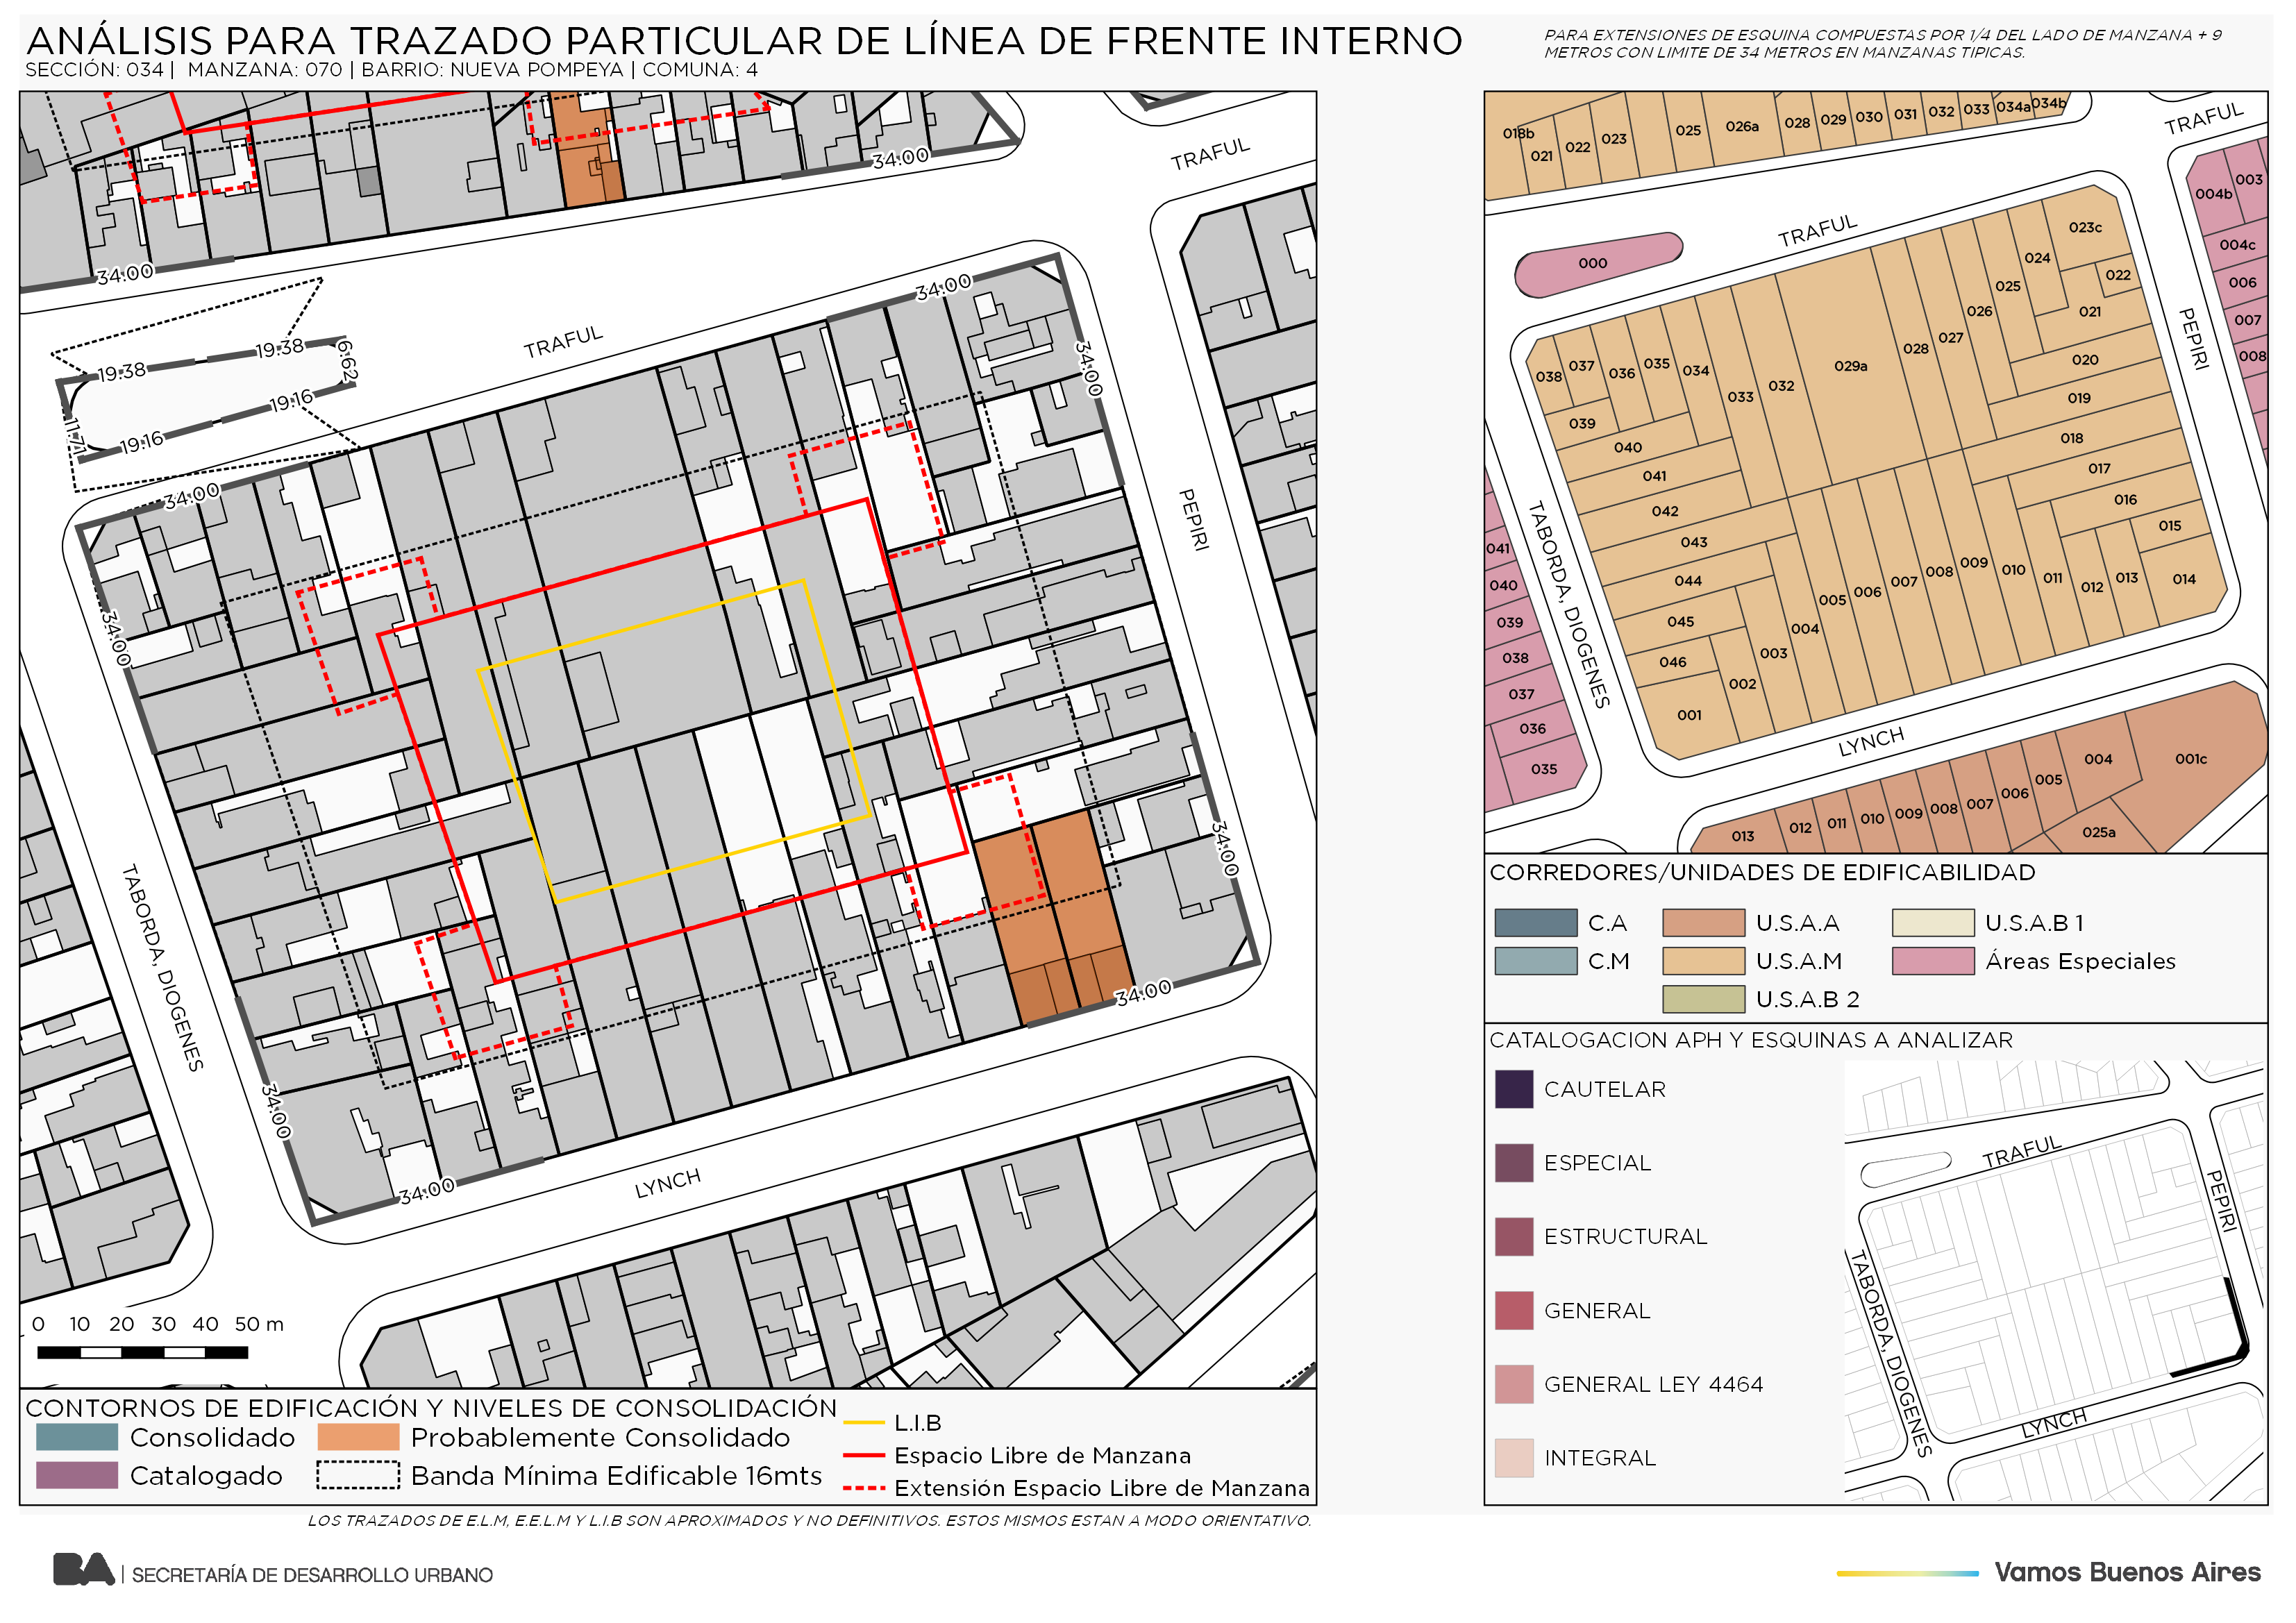 ANÁLISIS PARA TRAZADO PARTICULAR DE LÍNEA DE FRENTE INTERNO
SECCIÓN: 034 | MANZANA: 070 | BARRIO: NUEVA POMPEYA | COMUNA: 4
PARA EXTENSIONES DE ESQUINA COMPUESTAS POR 1/4 DEL LADO DE MANZANA + 9
METROS CON LIMITE DE 34 METROS EN MANZANAS TIPICAS.
34.00
TRAFUL
34.00
34.00
19.38
19.38
6.62
TRAFUL
34.00
19.16
11.71
19.16
34.00
PEPIRI
34.00
34.00
TABORDA, DIOGENES
34.00
34.00
34.00
LYNCH
0 10 20 30 40 50 m
CONTORNOS DE EDIFICACIÓN Y NIVELES DE CONSOLIDACIÓN
Consolidado
Probablemente Consolidado
Catalogado
Banda Mínima Edificable 16mts
L.I.B
Espacio Libre de Manzana
Extensión Espacio Libre de Manzana
LOS TRAZADOS DE E.L.M, E.E.L.M Y L.I.B SON APROXIMADOS Y NO DEFINITIVOS. ESTOS MISMOS ESTAN A MODO ORIENTATIVO.
018b 021 022 023 025 026a 028 029 030 031 032 033 034a 034b
TRAFUL
004b 003
004c
006
007
008
000
TRAFUL
PEPIRI
023c
022
024
021
025
020
026
019
027
018
028
017
029a
016
032
015
033
014
034
013
035
012
036
011
037
010
038
009
039
008
040
007
041
006
042
005
043
004
044
003
045
002
046
001
TABORDA, DIOGENES
041
040
039
038
037
036
035
LYNCH
013 012 011 010 009 008 007 006 005 004 001c
025a
CORREDORES/UNIDADES DE EDIFICABILIDAD
C.A
U.S.A.A
U.S.A.B 1
C.M
U.S.A.M
Áreas Especiales
U.S.A.B 2
CATALOGACION APH Y ESQUINAS A ANALIZAR
CAUTELAR
ESPECIAL
ESTRUCTURAL
GENERAL
GENERAL LEY 4464
INTEGRAL
TRAFUL
PEPIRI
TABORDA, DIOGENES
LYNCH
BA | SECRETARÍA DE DESARROLLO URBANO
Vamos Buenos Aires